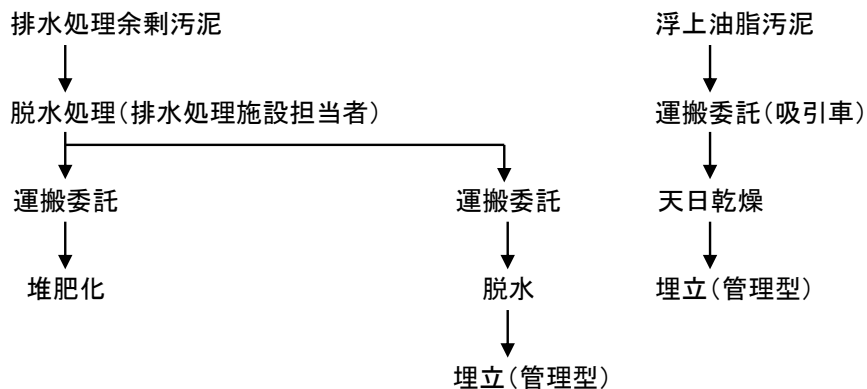 排水処理余剰汚泥
浮上油脂汚泥
脱水処理(排水処理施設担当者)
運搬委託(吸引車)
運搬委託
運搬委託
天日乾燥
堆肥化
脱水
埋立(管理型)
埋立(管理型)